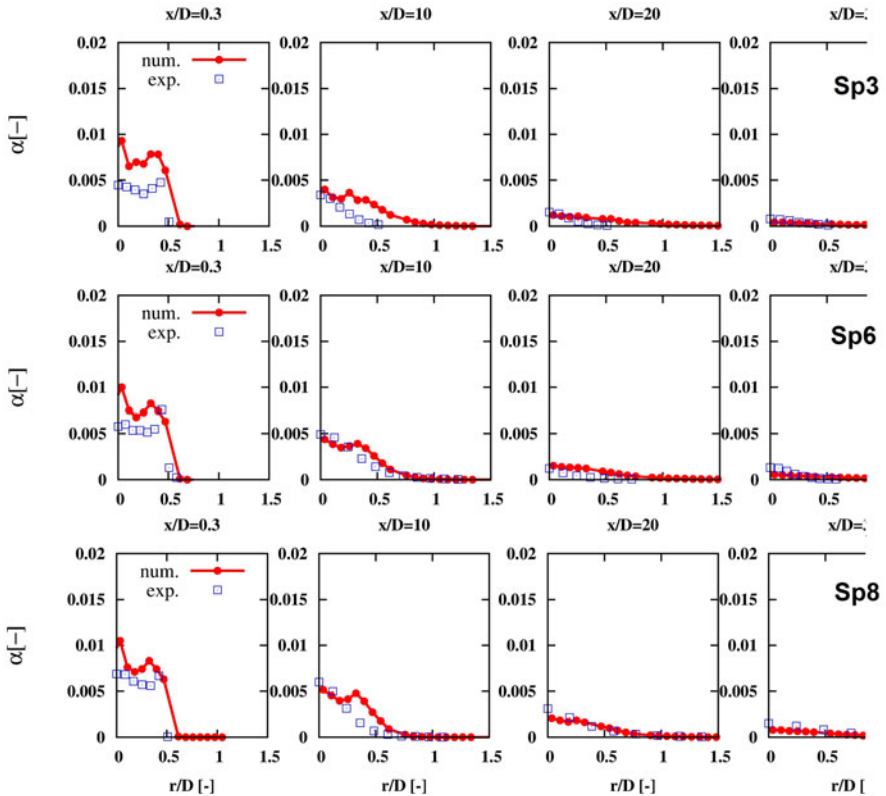 x/D=0.3 x/D=10 x/D=20
0.02 0.02 0.02 0.02
num.
exp.
Sp3
0.015 0.015 0.015 0.015
α[−]
0.01 0.01 0.01 0.01
0.005 0.005 0.005 0.005
0 0 0 0
0 0.5 1 1.5 0 0.5 1 1.5 0 0.5 1 1.5 0 0.5
x/D=0.3 x/D=10 x/D=20
0.02 0.02 0.02 0.02
num.
exp.
Sp6
0.015 0.015 0.015 0.015
α[−]
0.01 0.01 0.01 0.01
0.005 0.005 0.005 0.005
0 0 0 0
0 0.5 1 1.5 0 0.5 1 1.5 0 0.5 1 1.5 0 0.5
x/D=0.3 x/D=10 x/D=20
0.02 0.02 0.02 0.02
num.
exp.
Sp8
0.015 0.015 0.015 0.015
α[−]
0.01 0.01 0.01 0.01
0.005 0.005 0.005 0.005
0 0 0 0
0 0.5 1 1.5 0 0.5 1 1.5 0 0.5 1 1.5 0 0.5
r/D [-] r/D [-] r/D [-] r/D [